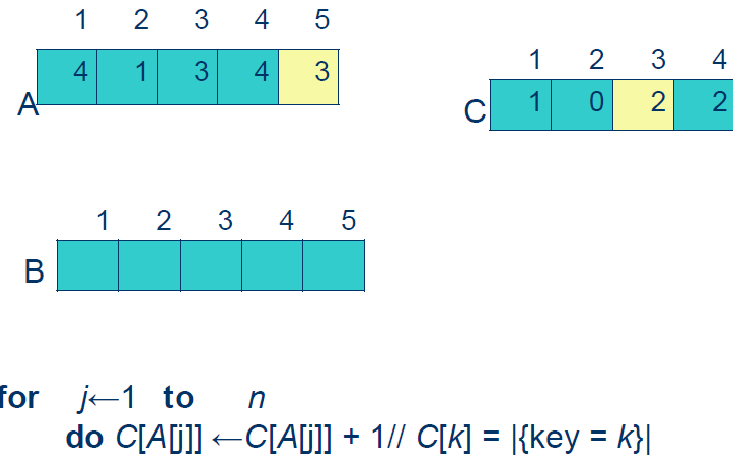 1 2 3 4 5
4 1 3 4 3
A
1 2 3 4
1 0 2 2
C
1 2 3 4 5
B
for j←1 to n
do C[A[j]] ←C[A[j]] + 1// C[k] = |{key = k}|